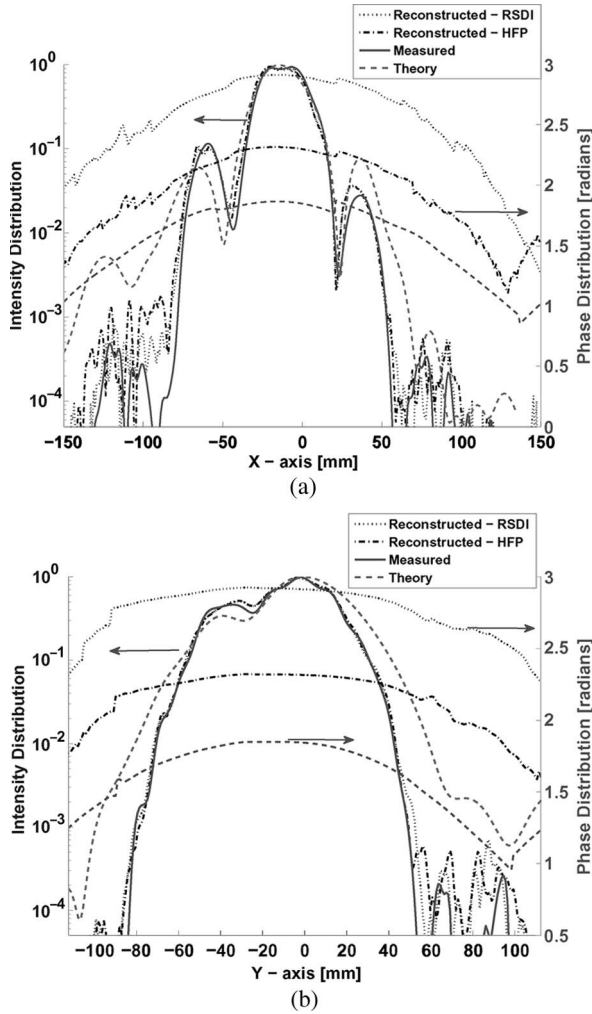 Reconstructed − RSDI
Reconstructed − HFP
Measured
Theory
10⁰
10⁻¹
10⁻²
10⁻³
10⁻⁴
Intensity Distribution
3
2.5
2
1.5
1
0.5
0
Phase Distribution [radians]
−150 −100 −50 0 50 100 150
X − axis [mm]
(a)
Reconstructed − RSDI
Reconstructed − HFP
Measured
Theory
10⁰
10⁻¹
10⁻²
10⁻³
10⁻⁴
Intensity Distribution
3
2.5
2
1.5
1
0.5
Phase Distribution [radians]
−100 −80 −60 −40 −20 0 20 40 60 80 100
Y − axis [mm]
(b)